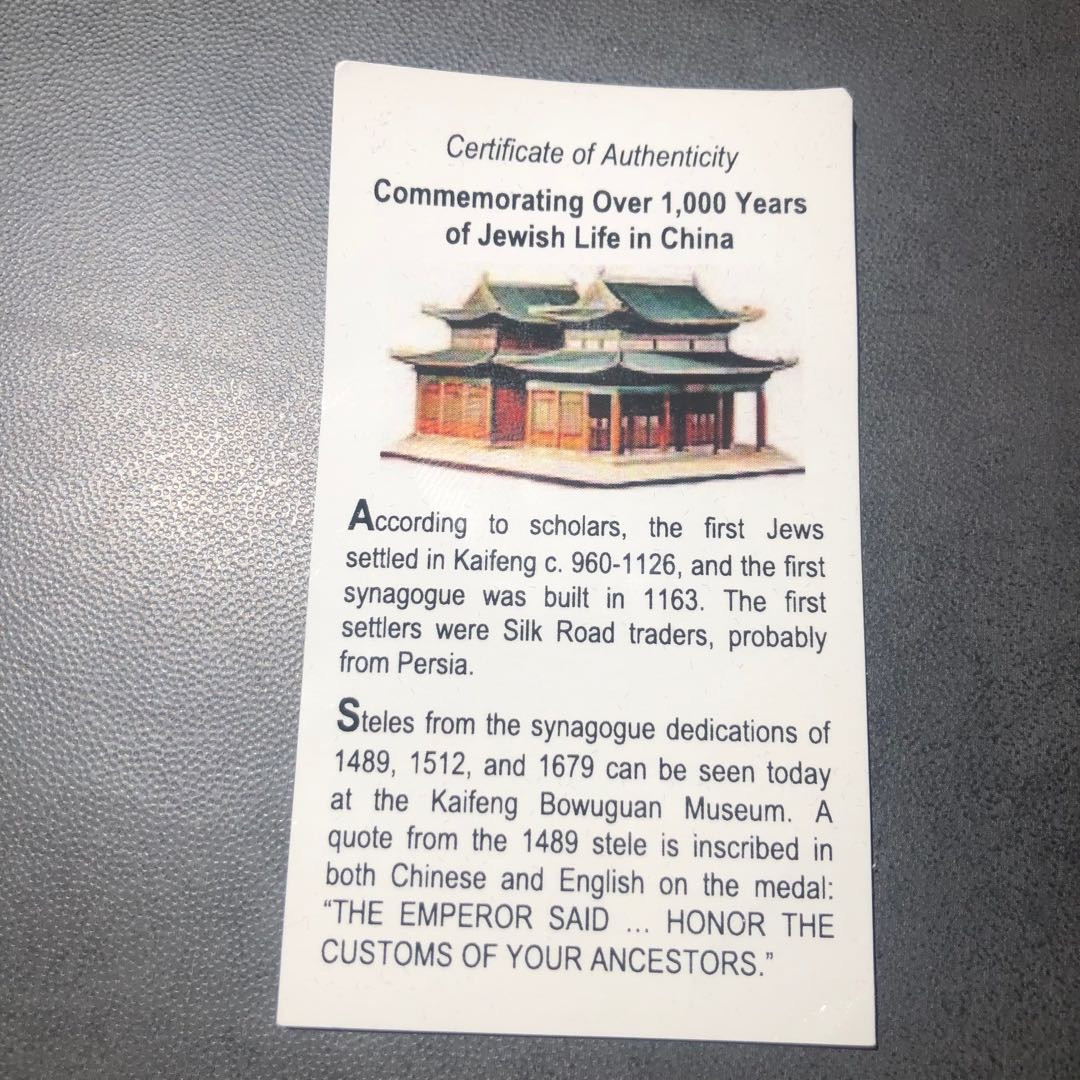 Certificate of Authenticity
Commemorating Over 1,000 Years
of Jewish Life in China
According to scholars, the first Jews
settled in Kaifeng c. 960-1126, and the first
synagogue was built in 1163. The first
settlers were Silk Road traders, probably
from Persia.
Steles from the synagogue dedications of
1489, 1512, and 1679 can be seen today
at the Kaifeng Bowuguan Museum. A
quote from the 1489 stele is inscribed in
both Chinese and English on the medal:
“THE EMPEROR SAID ... HONOR THE
CUSTOMS OF YOUR ANCESTORS.”